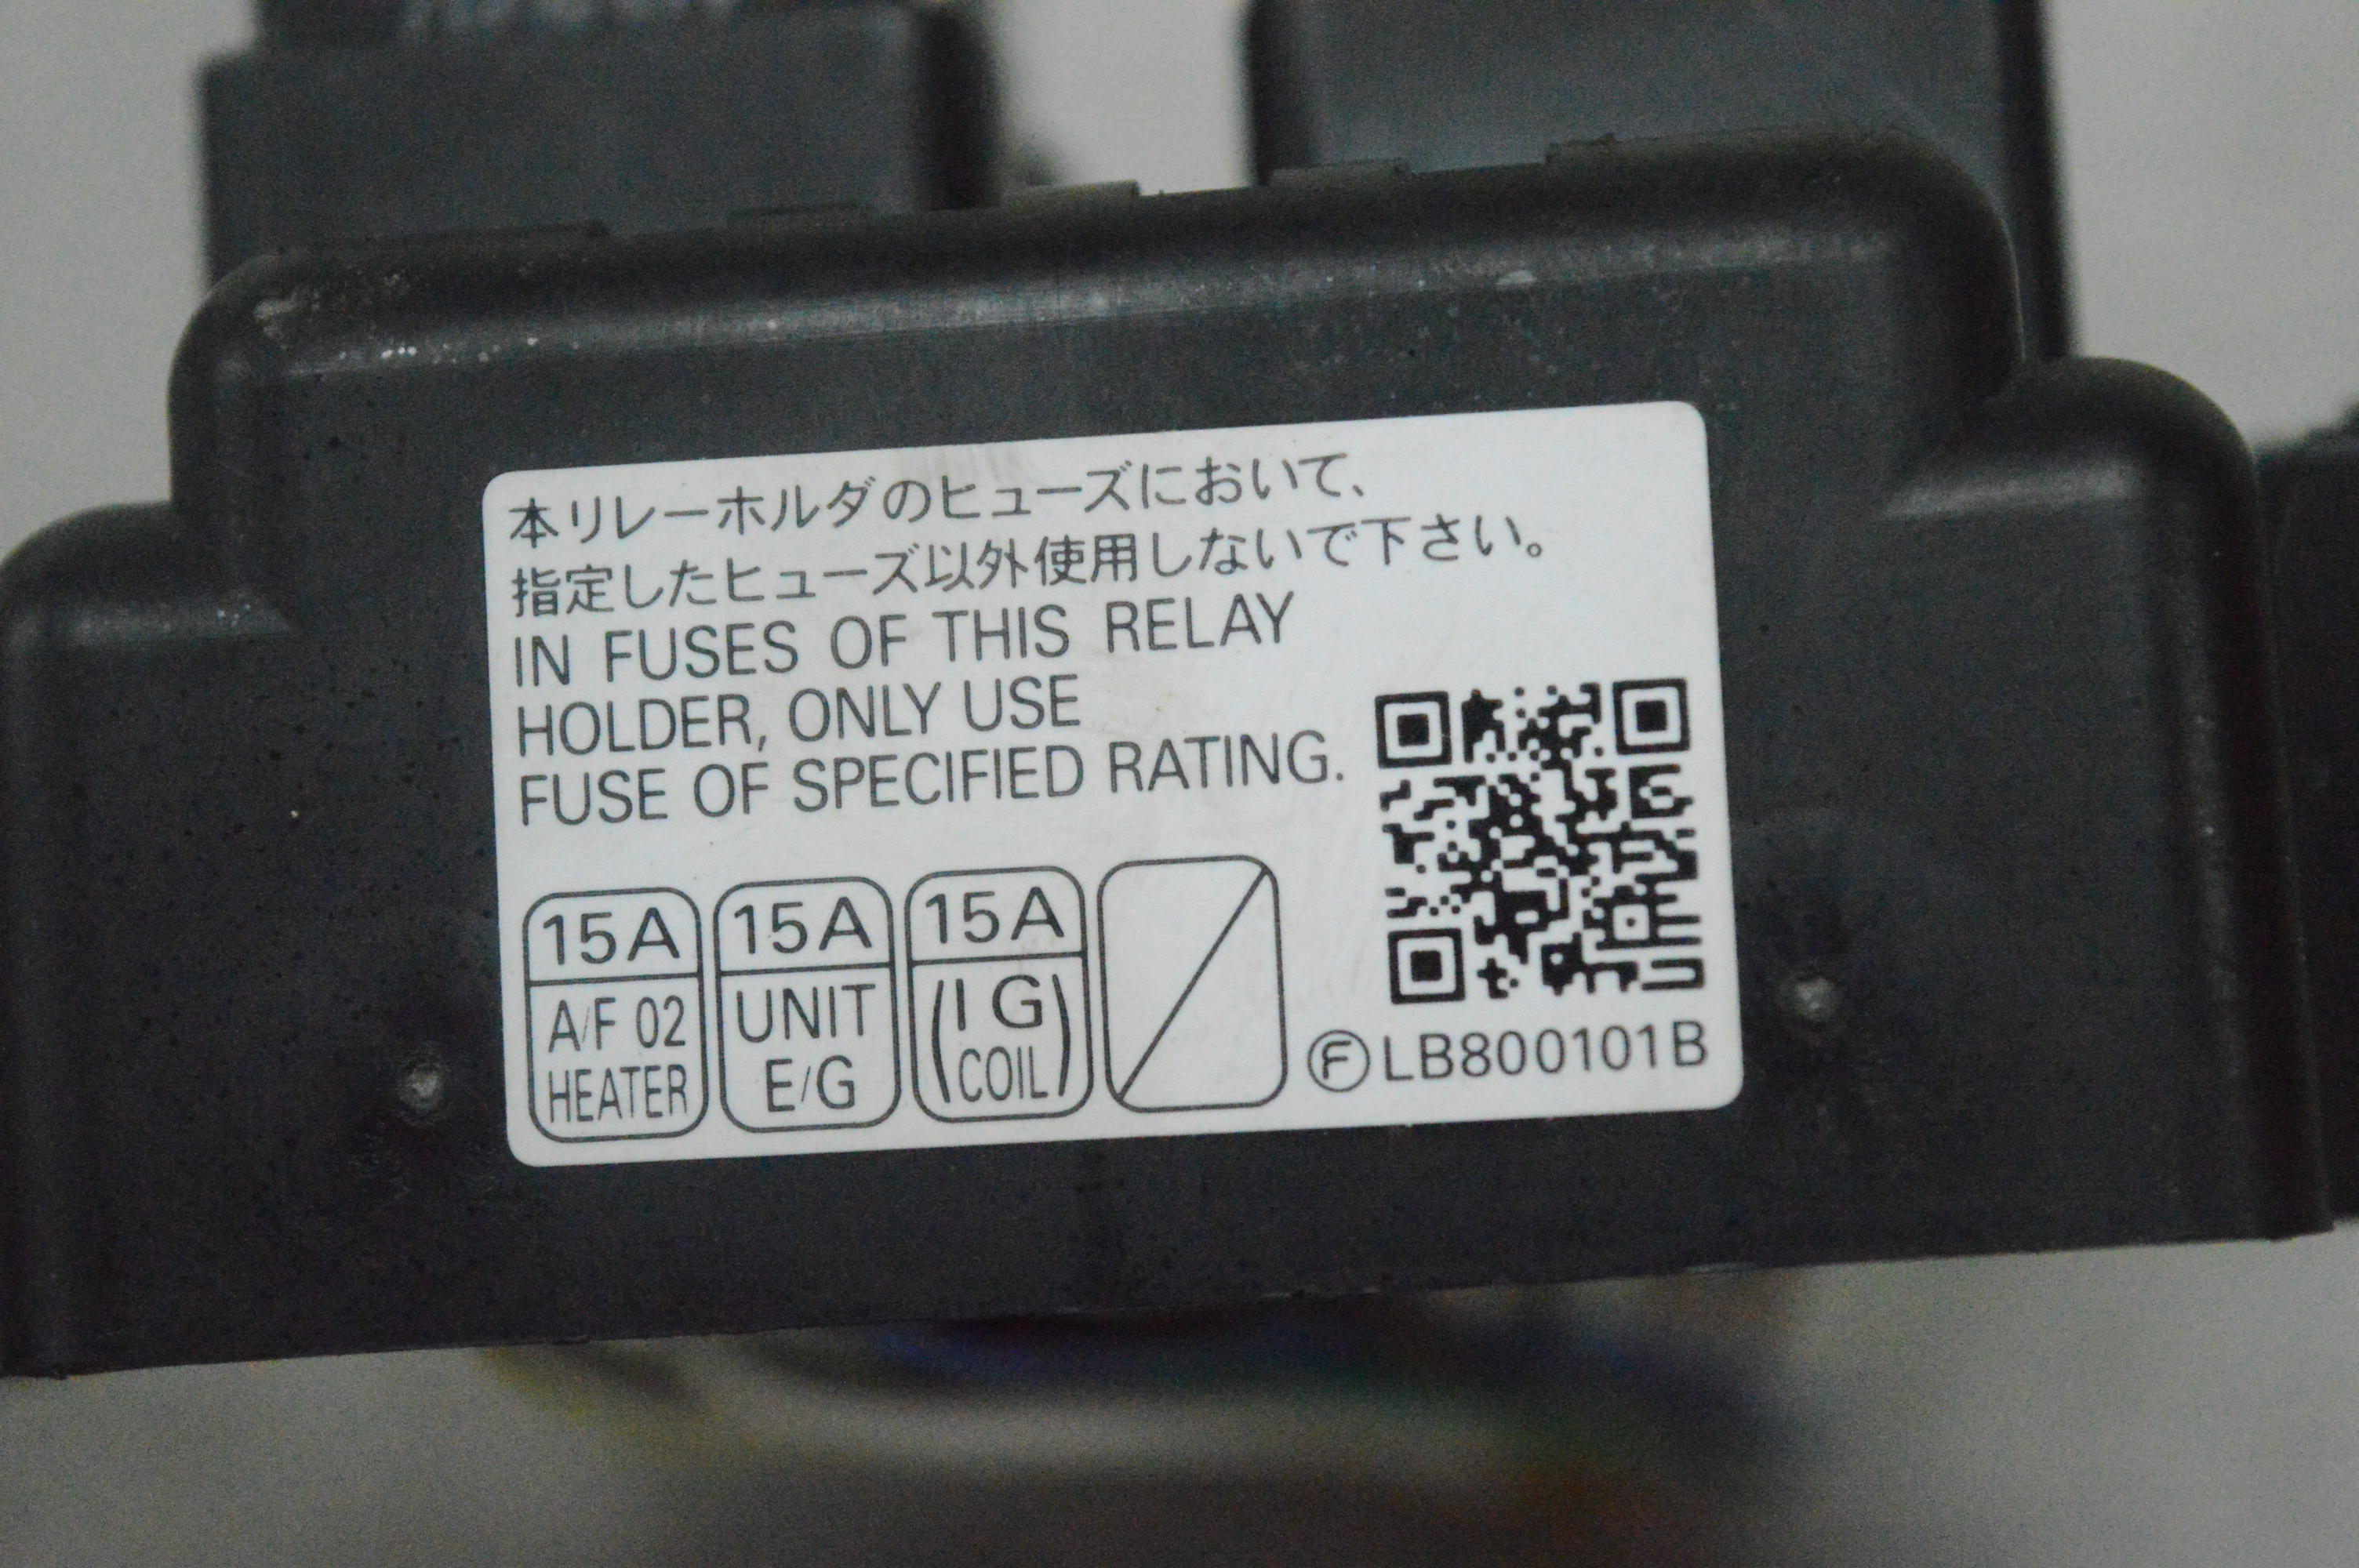 本リレーホルダのヒューズにおいて、
指定したヒューズ以外使用しないで下さい。
IN FUSES OF THIS RELAY
HOLDER, ONLY USE
FUSE OF SPECIFIED RATING.
15A
A/F 02
HEATER
15A
UNIT
E/G
15A
(I G
COIL)
Ⓕ LB800101B